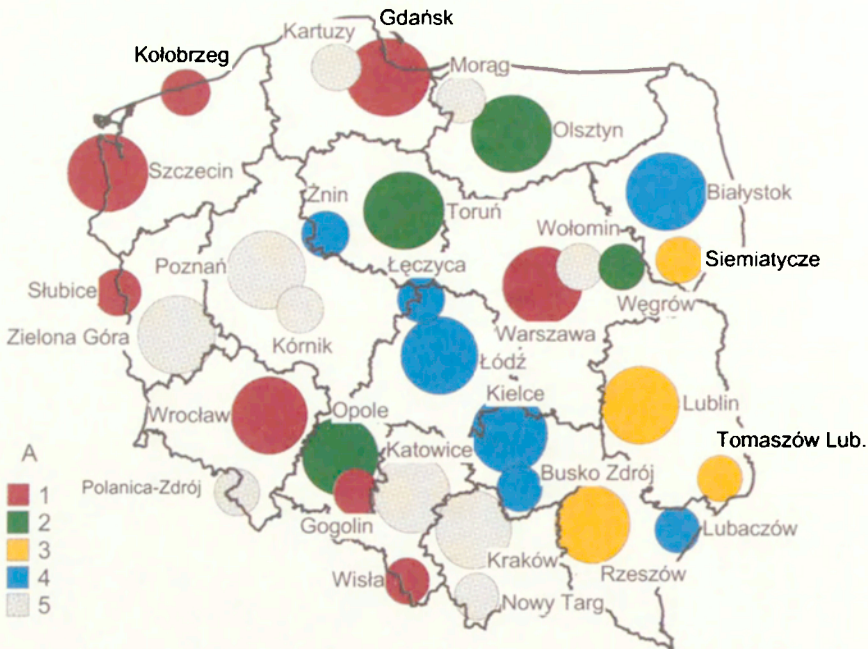 Gdańsk
Kartuzy
Kołobrzeg
Morąg
Olsztyn
Szczecin
Białystok
Żnin
Toruń
Wołomin
Siemiatycze
Poznań
Łęczyca
Słubice
Węgrów
Warszawa
Zielona Góra
Kórnik
Łódź
Kielce
Lublin
Wrocław
Opole
Tomaszów Lub.
A
Katowice
Busko Zdrój
Polanica-Zdrój
1
Gogolin
Lubaczów
2
Kraków
3
Rzeszów
4
Wisła
Nowy Targ
5